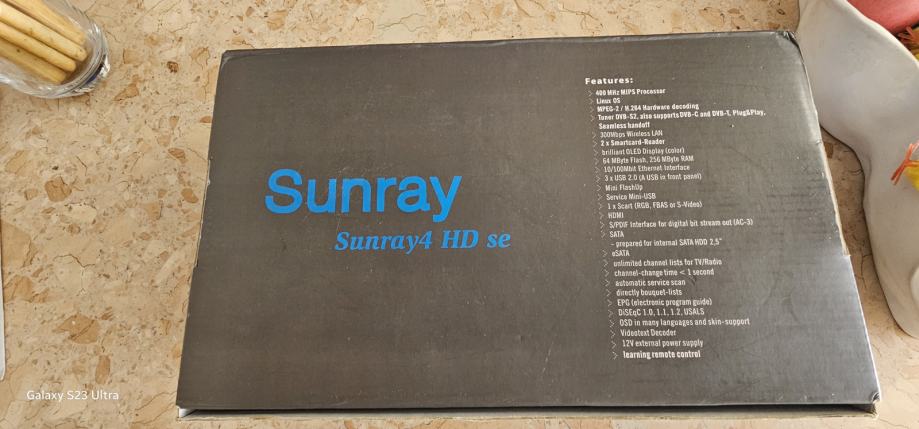 Sunray
Sunray4 HD se
Features:
400 MHz MIPS Processor
Linux OS
MPEG-2 / H.264 Hardware decoding
Tuner DVB-S2, also supports DVB-C and DVB-T, Plug&Play,
Seamless handoff
300Mbps Wireless LAN
2 x Smartcard-Reader
brilliant OLED Display (color)
64 MByte Flash, 256 MByte RAM
10/100Mbit Ethernet Interface
3 x USB 2.0 (A USB in front panel)
Mini FlashUp
Service Mini-USB
1 x Scart (RGB, FBAS or S-Video)
HDMI
S/PDIF Interface for digital bit stream out (AC-3)
SATA
- prepared for internal SATA HDD 2,5"
eSATA
unlimited channel lists for TV/Radio
channel-change time < 1 second
automatic service scan
directly bouquet-lists
EPG (electronic program guide)
DiSEqC 1.0, 1.1, 1.2, USALS
OSD in many languages and skin-support
Videotext Decoder
12V external power supply
learning remote control
Galaxy S23 Ultra